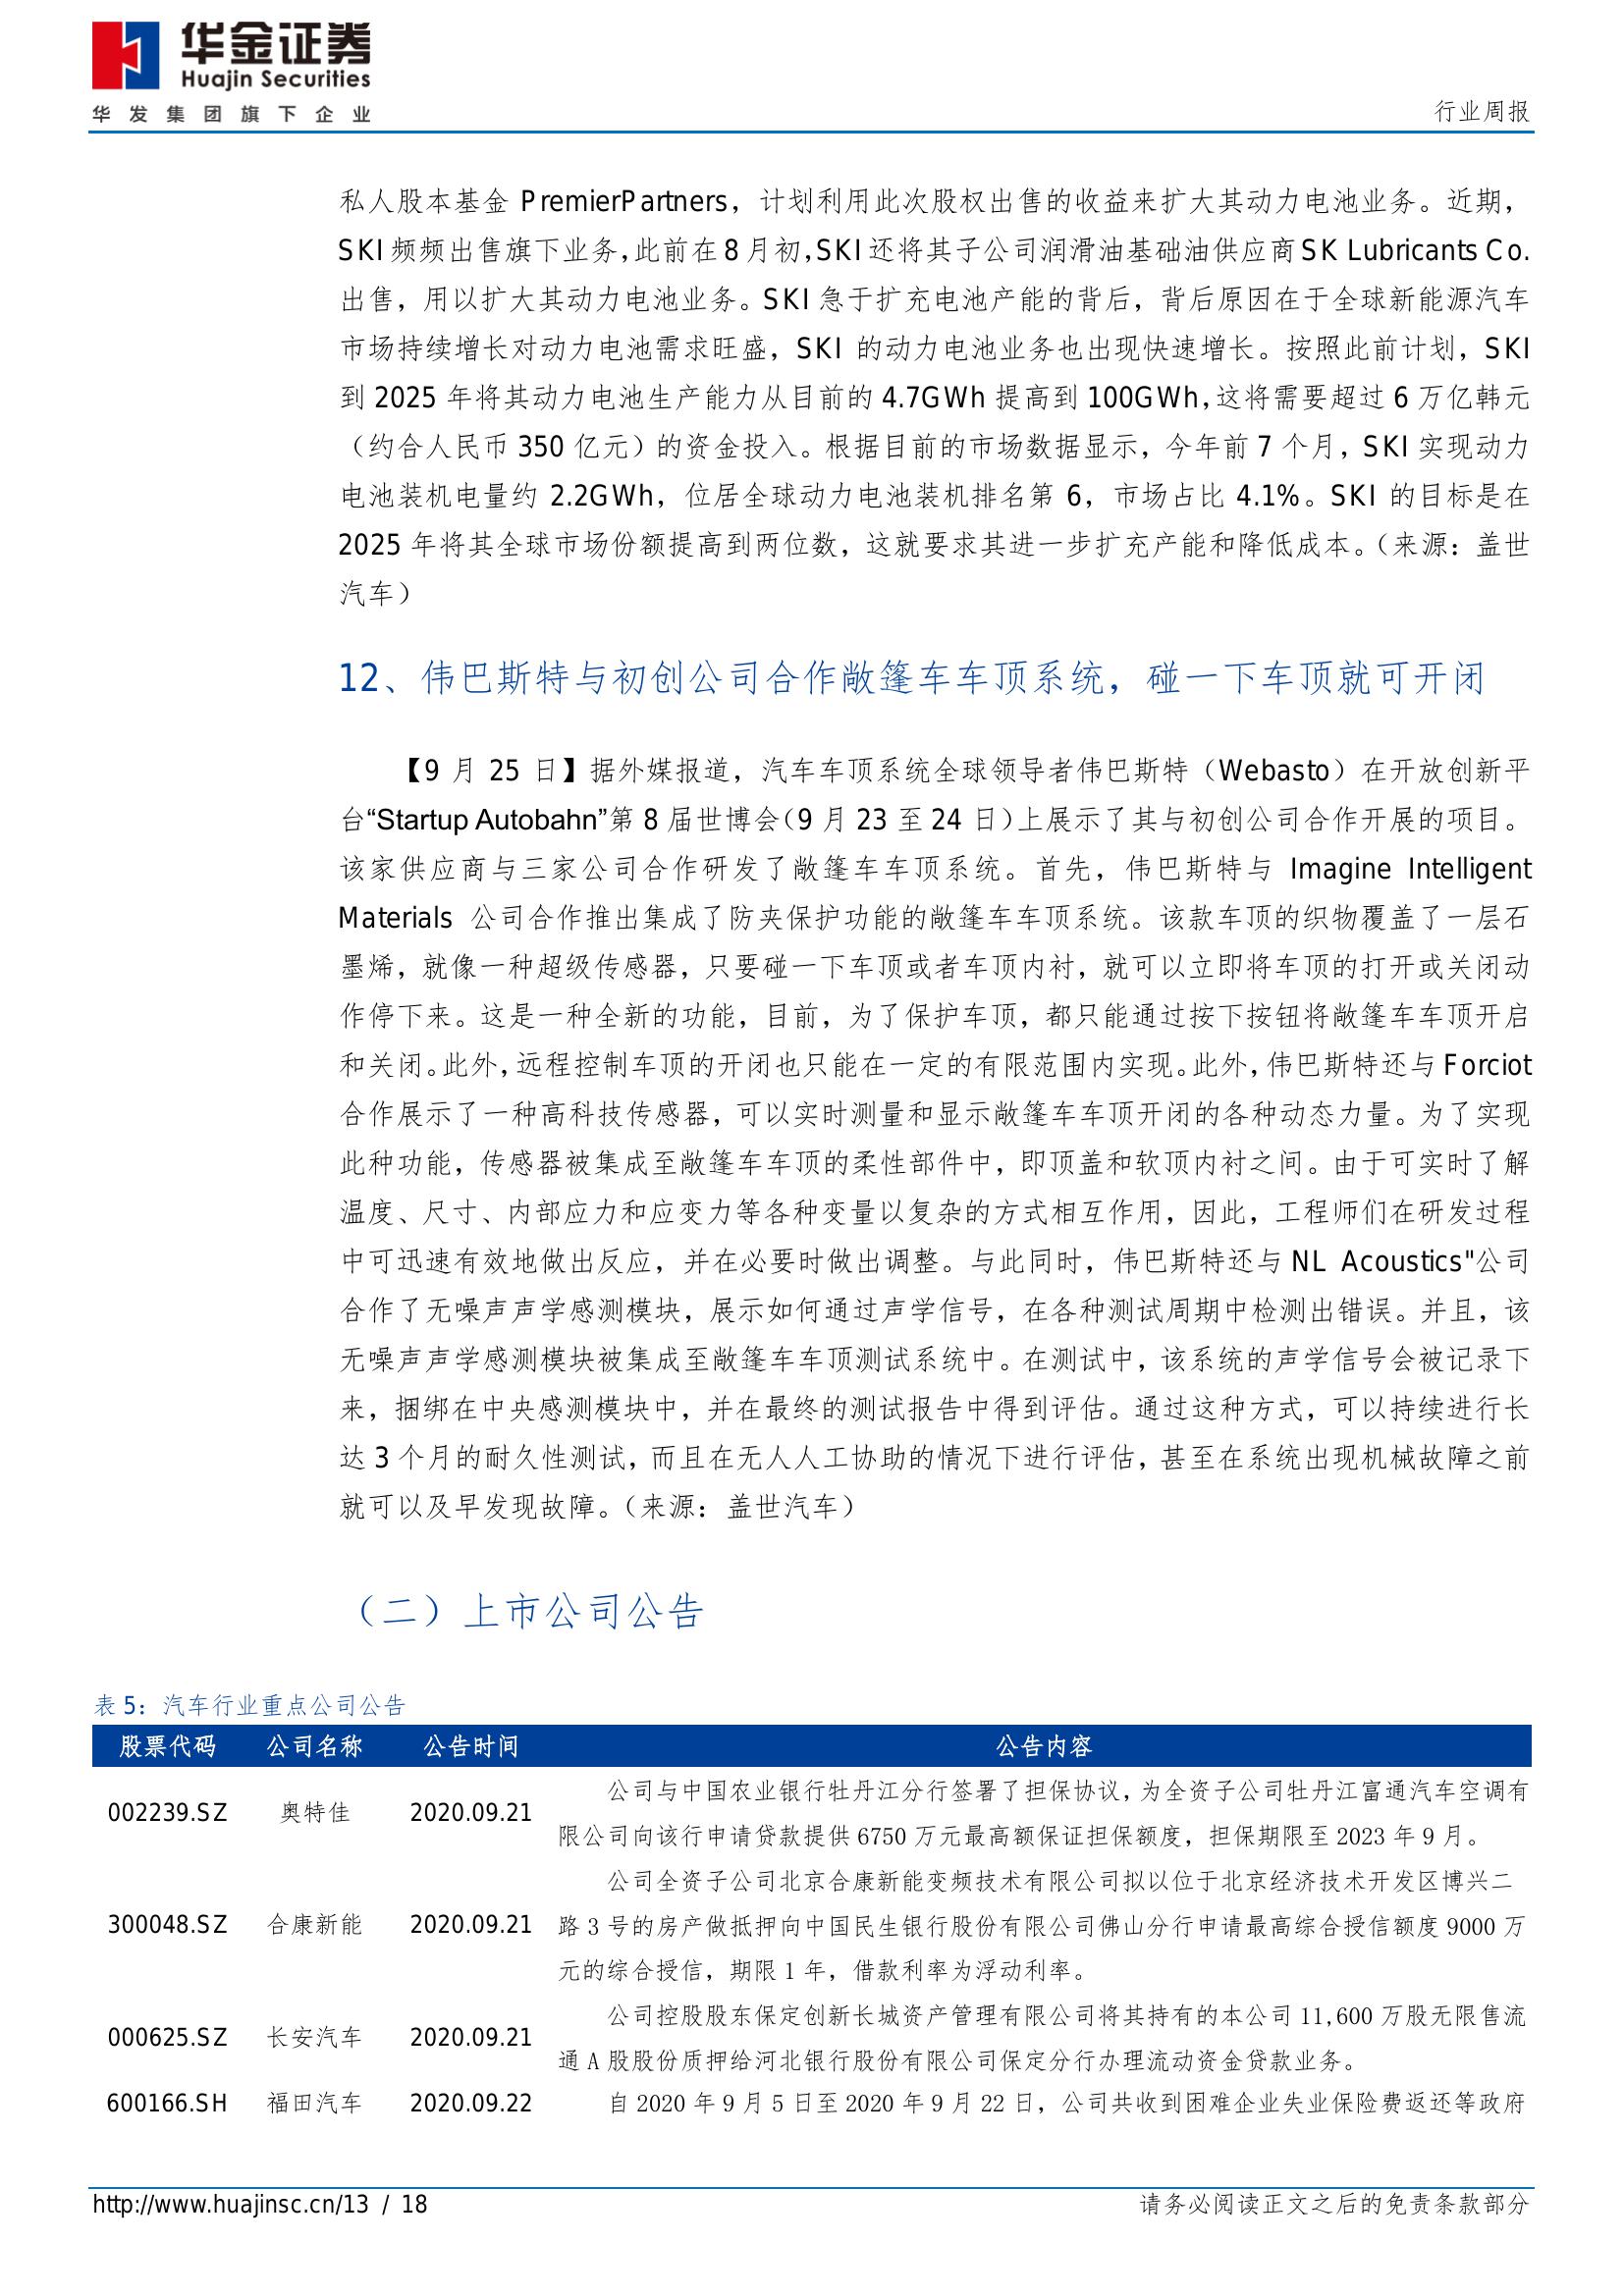 华金证券
Huajin Securities
华发集团旗下企业
行业周报
私人股本基金 PremierPartners，计划利用此次股权出售的收益来扩大其动力电池业务。近期，
SKI 频频出售旗下业务，此前在 8 月初，SKI 还将其子公司润滑油基础油供应商 SK Lubricants Co.
出售，用以扩大其动力电池业务。SKI 急于扩充电池产能的背后，背后原因在于全球新能源汽车
市场持续增长对动力电池需求旺盛，SKI 的动力电池业务也出现快速增长。按照此前计划，SKI
到 2025 年将其动力电池生产能力从目前的 4.7GWh 提高到 100GWh，这将需要超过 6 万亿韩元
（约合人民币 350 亿元）的资金投入。根据目前的市场数据显示，今年前 7 个月，SKI 实现动力
电池装机电量约 2.2GWh，位居全球动力电池装机排名第 6，市场占比 4.1%。SKI 的目标是在
2025 年将其全球市场份额提高到两位数，这就要求其进一步扩充产能和降低成本。（来源：盖世
汽车）
12、伟巴斯特与初创公司合作敞篷车车顶系统，碰一下车顶就可开闭
【9 月 25 日】据外媒报道，汽车车顶系统全球领导者伟巴斯特（Webasto）在开放创新平
台“Startup Autobahn”第 8 届世博会（9 月 23 至 24 日）上展示了其与初创公司合作开展的项目。
该家供应商与三家公司合作研发了敞篷车车顶系统。首先，伟巴斯特与 Imagine Intelligent
Materials 公司合作推出集成了防夹保护功能的敞篷车车顶系统。该款车顶的织物覆盖了一层石
墨烯，就像一种超级传感器，只要碰一下车顶或者车顶内衬，就可以立即将车顶的打开或关闭动
作停下来。这是一种全新的功能，目前，为了保护车顶，都只能通过按下按钮将敞篷车车顶开启
和关闭。此外，远程控制车顶的开闭也只能在一定的有限范围内实现。此外，伟巴斯特还与 Forciot
合作展示了一种高科技传感器，可以实时测量和显示敞篷车车顶开闭的各种动态力量。为了实现
此种功能，传感器被集成至敞篷车车顶的柔性部件中，即顶盖和软顶内衬之间。由于可实时了解
温度、尺寸、内部应力和应变力等各种变量以复杂的方式相互作用，因此，工程师们在研发过程
中可迅速有效地做出反应，并在必要时做出调整。与此同时，伟巴斯特还与 NL Acoustics"公司
合作了无噪声声学感测模块，展示如何通过声学信号，在各种测试周期中检测出错误。并且，该
无噪声声学感测模块被集成至敞篷车车顶测试系统中。在测试中，该系统的声学信号会被记录下
来，捆绑在中央感测模块中，并在最终的测试报告中得到评估。通过这种方式，可以持续进行长
达 3 个月的耐久性测试，而且在无人人工协助的情况下进行评估，甚至在系统出现机械故障之前
就可以及早发现故障。（来源：盖世汽车）
（二）上市公司公告
表 5：汽车行业重点公司公告
股票代码 公司名称 公告时间 公告内容
公司与中国农业银行牡丹江分行签署了担保协议，为全资子公司牡丹江富通汽车空调有
002239.SZ 奥特佳 2020.09.21
限公司向该行申请贷款提供 6750 万元最高额保证担保额度，担保期限至 2023 年 9 月。
公司全资子公司北京合康新能变频技术有限公司拟以位于北京经济技术开发区博兴二
300048.SZ 合康新能 2020.09.21 路 3 号的房产做抵押向中国民生银行股份有限公司佛山分行申请最高综合授信额度 9000 万
元的综合授信，期限 1 年，借款利率为浮动利率。
公司控股股东保定创新长城资产管理有限公司将其持有的本公司 11,600 万股无限售流
000625.SZ 长安汽车 2020.09.21
通 A 股股份质押给河北银行股份有限公司保定分行办理流动资金贷款业务。
600166.SH 福田汽车 2020.09.22 自 2020 年 9 月 5 日至 2020 年 9 月 22 日，公司共收到困难企业失业保险费返还等政府
http://www.huajinsc.cn/13 / 18
请务必阅读正文之后的免责条款部分